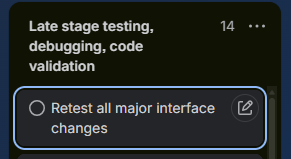 Late stage testing, 14 ...
debugging, code
validation
Retest all major interface
changes